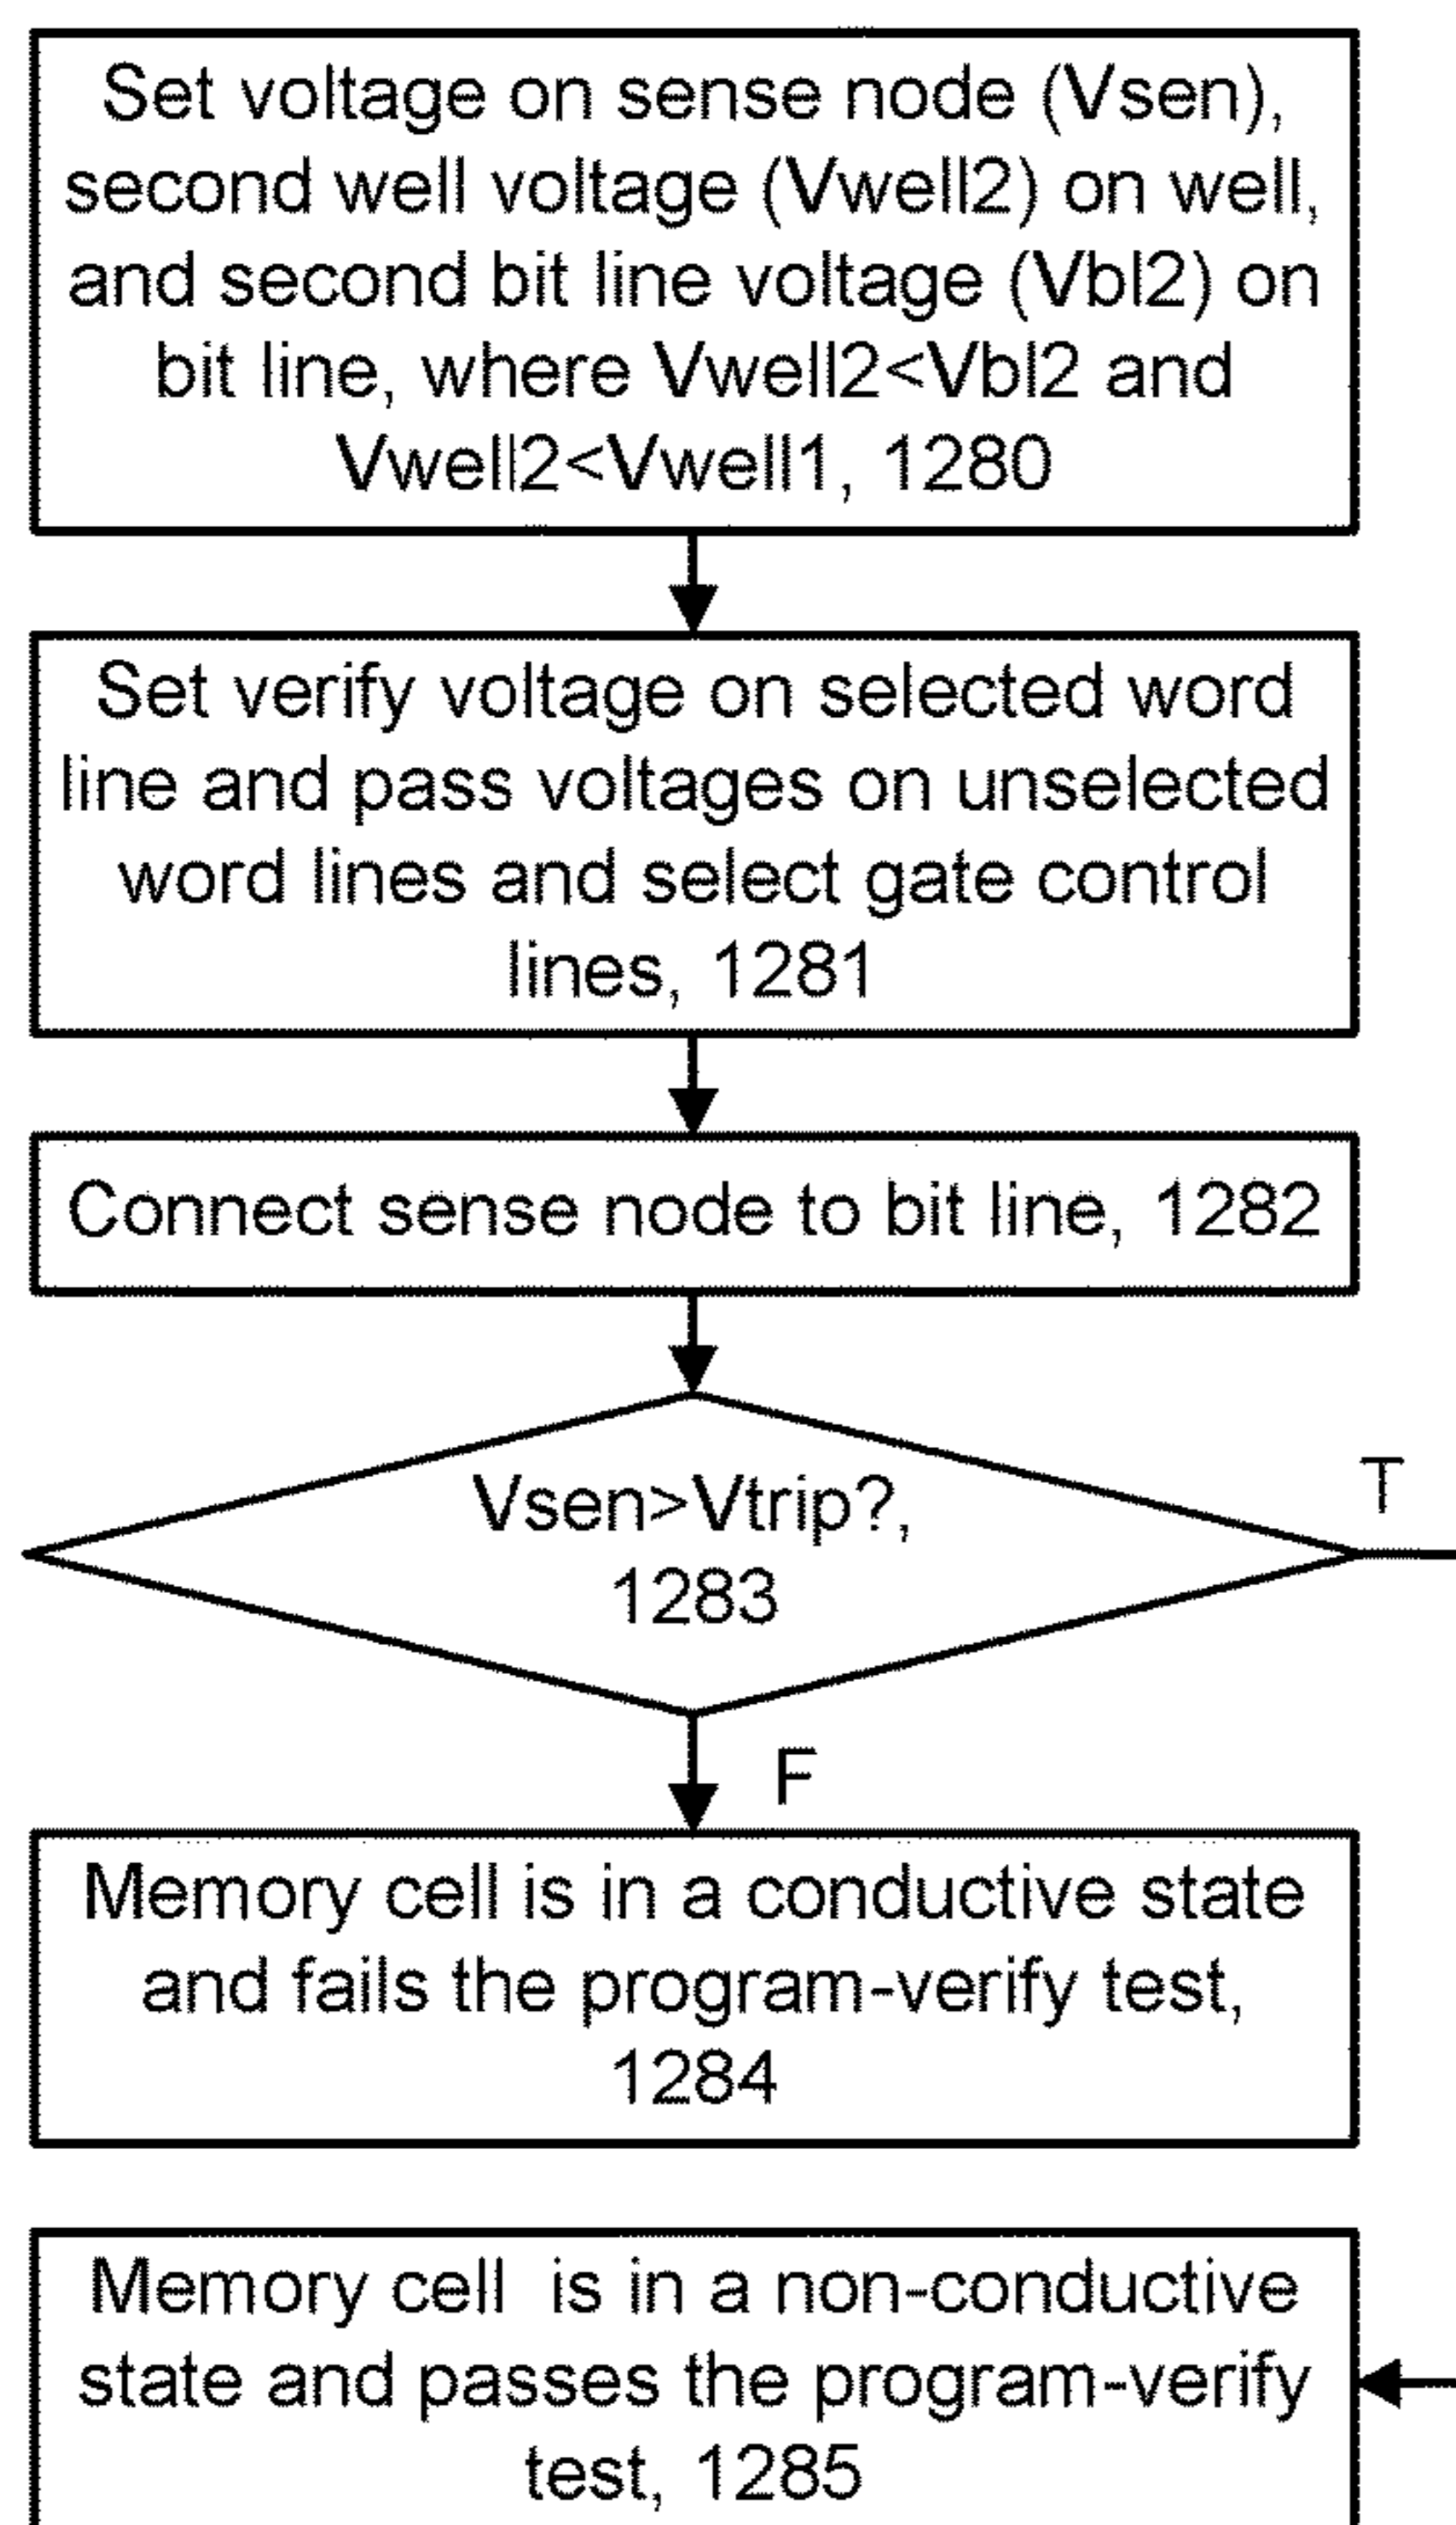 Set voltage on sense node (Vsen),
second well voltage (Vwell2) on well,
and second bit line voltage (Vbl2) on
bit line, where Vwell2<Vbl2 and
Vwell2<Vwell1, 1280
Set verify voltage on selected word
line and pass voltages on unselected
word lines and select gate control
lines, 1281
Connect sense node to bit line, 1282
Vsen>Vtrip?,
1283
T
F
Memory cell is in a conductive state
and fails the program-verify test,
1284
Memory cell is in a non-conductive
state and passes the program-verify
test, 1285